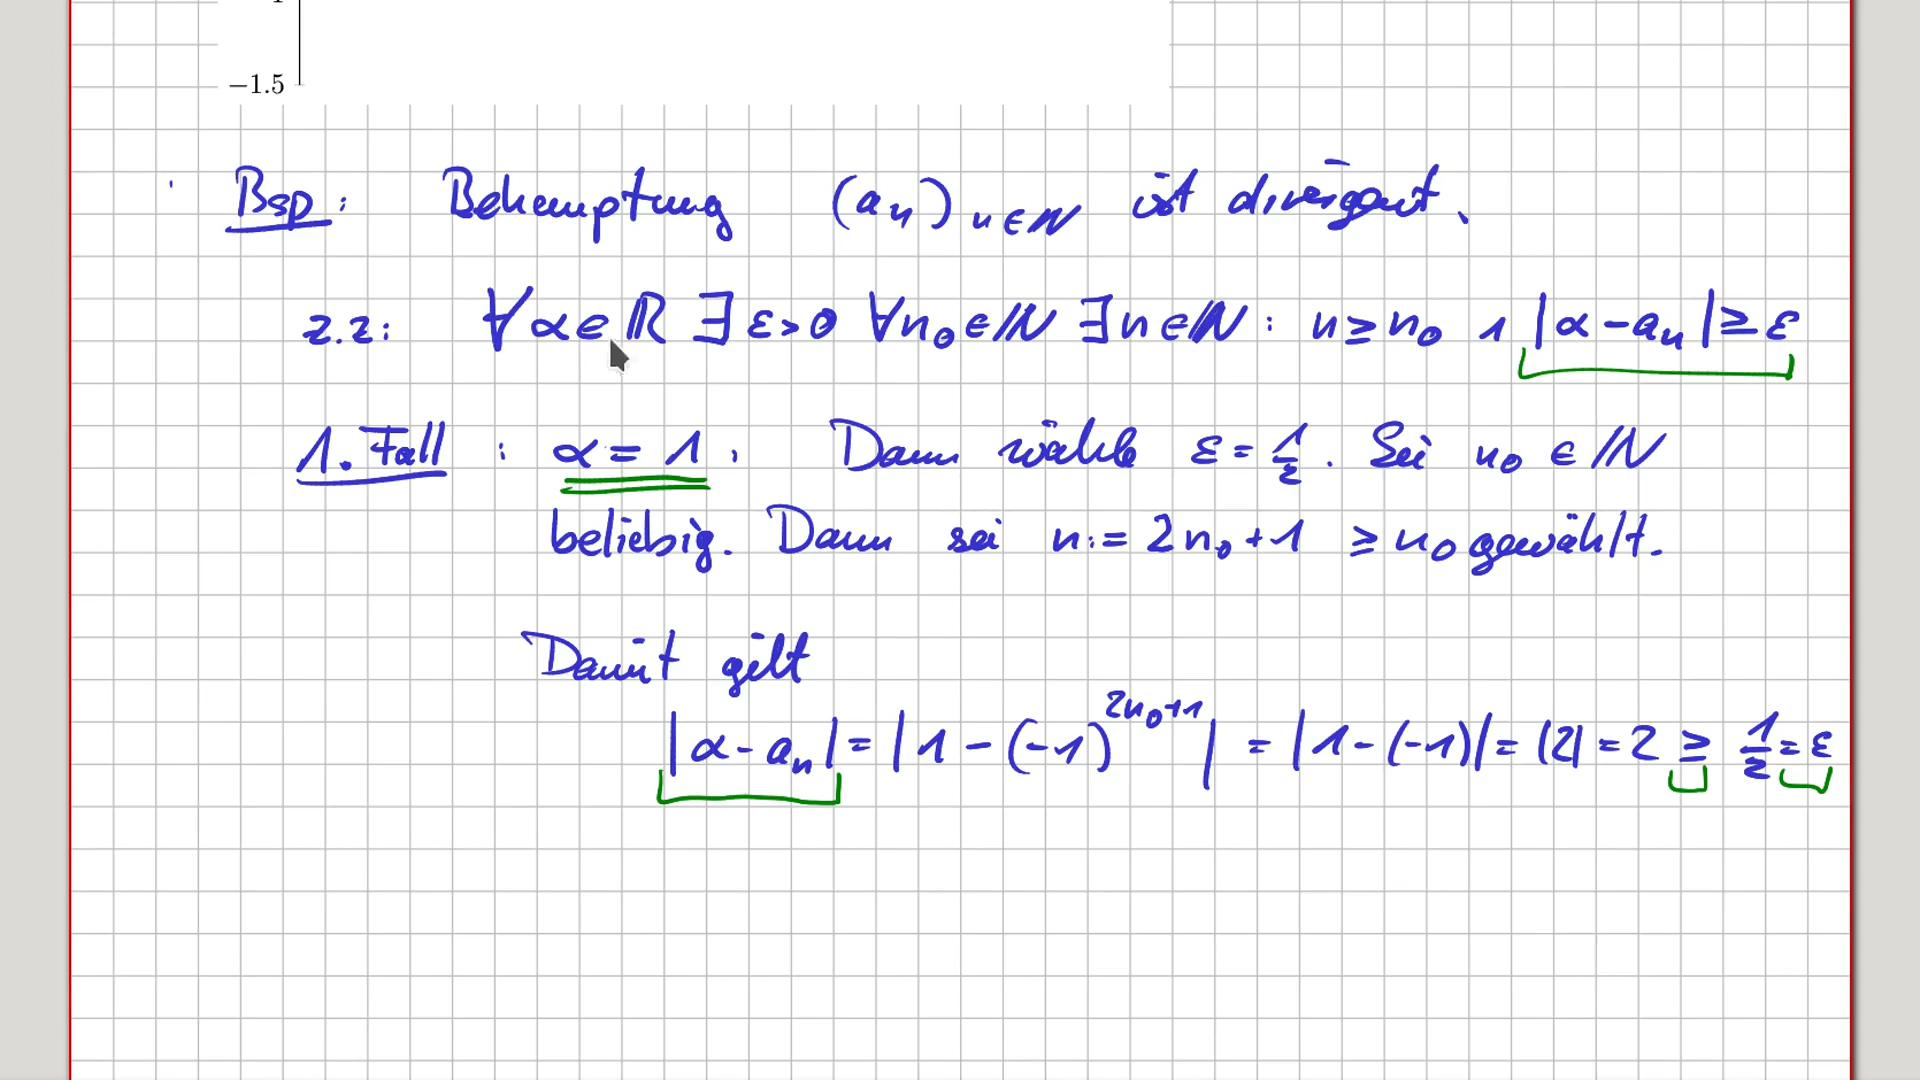 −1.5
Bsp: Behauptung (aₙ)ₙ∈ℕ ist divergent.
z.z: ∀α∈ℝ ∃ε>0 ∀n₀∈ℕ ∃n∈ℕ: n≥n₀ ∧ |α-aₙ|≥ε
1. Fall: α=1. Dann wähle ε=1/2. Sei n₀∈ℕ
beliebig. Dann sei n:=2n₀+1 ≥n₀ gewählt.
Damit gilt
|α-aₙ|=|1-(-1)^{2n₀+1}|=|1-(-1)|=|2|=2≥1/2=ε